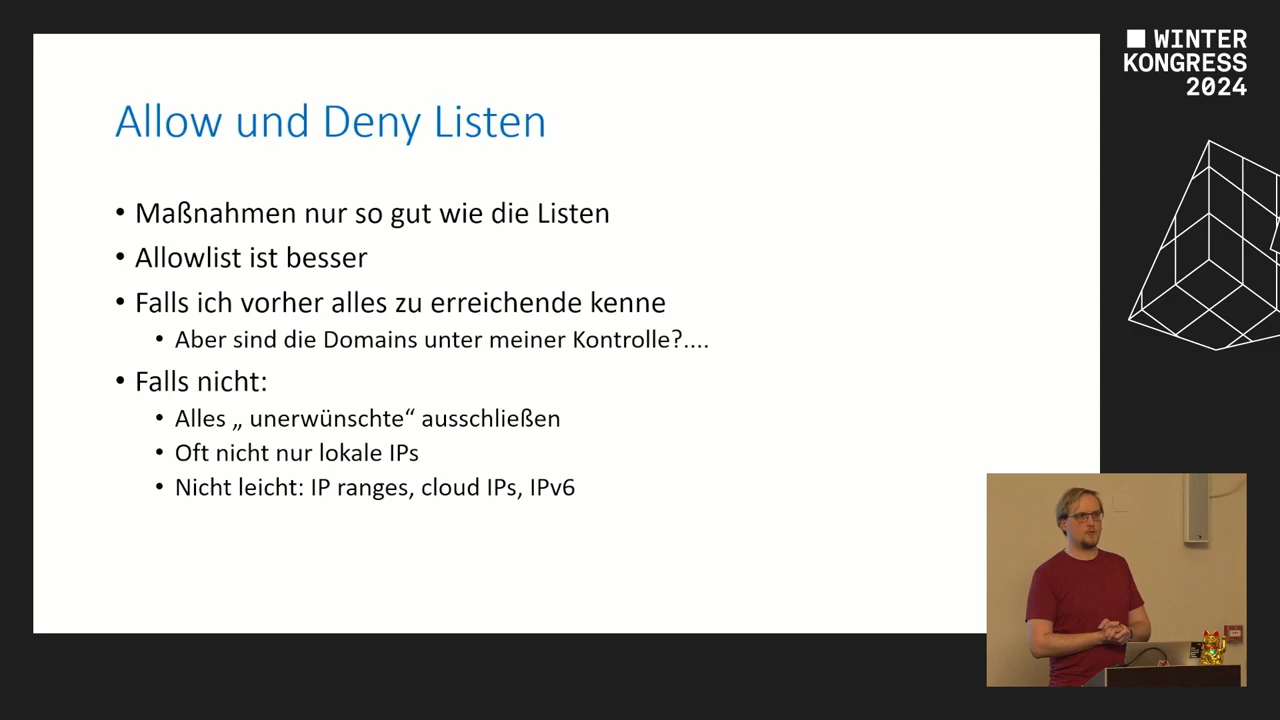 WINTER
KONGRESS
2024
Allow und Deny Listen
• Maßnahmen nur so gut wie die Listen
• Allowlist ist besser
• Falls ich vorher alles zu erreichende kenne
• Aber sind die Domains unter meiner Kontrolle?....
• Falls nicht:
• Alles „ unerwünschte“ ausschließen
• Oft nicht nur lokale IPs
• Nicht leicht: IP ranges, cloud IPs, IPv6